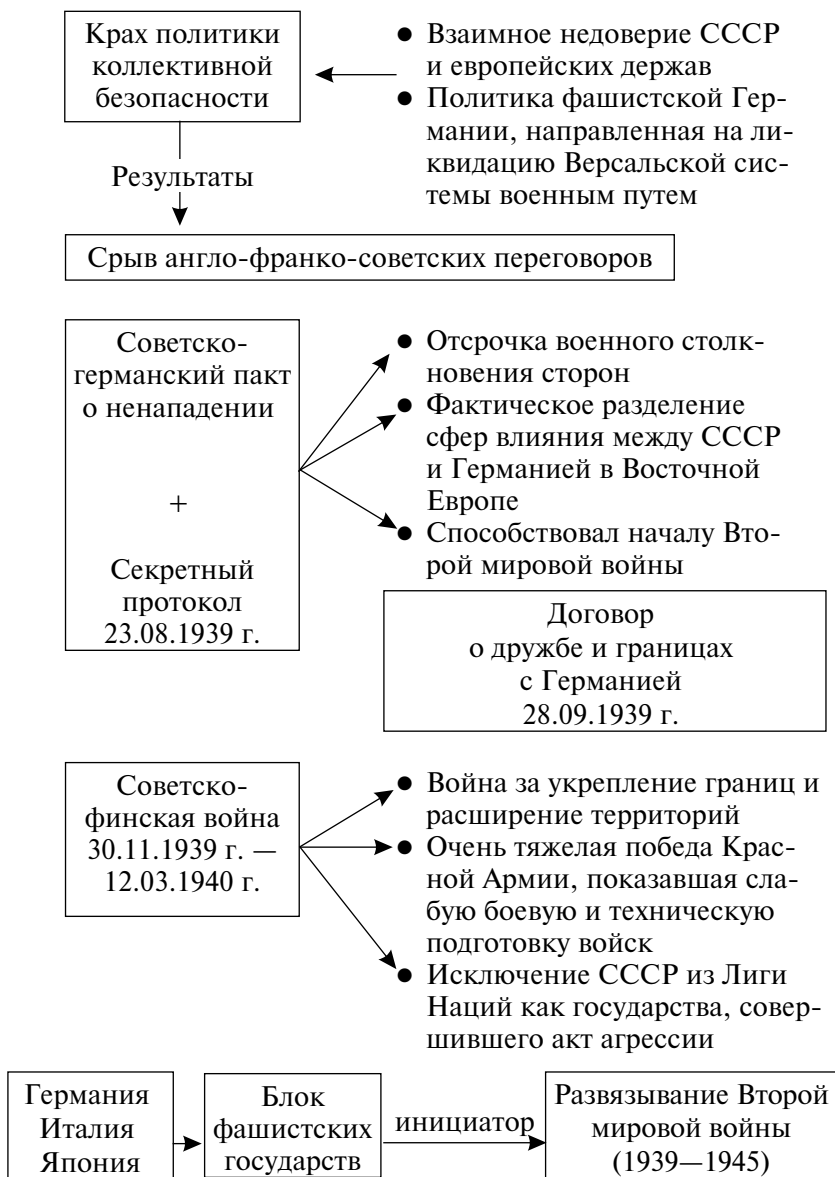 Крах политики
коллективной
безопасности
● Взаимное недоверие СССР
и европейских держав
● Политика фашистской Гер-
мании, направленная на ли-
квидацию Версальской сис-
темы военным путем
Результаты
Срыв англо-франко-советских переговоров
Советско-
германский пакт
о ненападении
+
Секретный
протокол
23.08.1939 г.
● Отсрочка военного столк-
новения сторон
● Фактическое разделение
сфер влияния между СССР
и Германией в Восточной
Европе
● Способствовал началу Вто-
рой мировой войны
Договор
о дружбе и границах
с Германией
28.09.1939 г.
Советско-
финская война
30.11.1939 г. —
12.03.1940 г.
● Война за укрепление границ и
расширение территорий
● Очень тяжелая победа Крас-
ной Армии, показавшая сла-
бую боевую и техническую
подготовку войск
● Исключение СССР из Лиги
Наций как государства, совер-
шившего акт агрессии
Германия
Италия
Япония
Блок
фашистских
государств
инициатор
Развязывание Второй
мировой войны
(1939—1945)